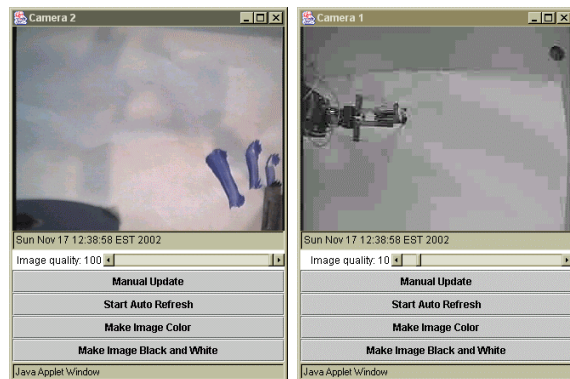 Camera 2
Sun Nov 17 12:38:58 EST 2002
Image quality: 100
Manual Update
Start Auto Refresh
Make Image Color
Make Image Black and White
Java Applet Window
Camera 1
Sun Nov 17 12:38:58 EST 2002
Image quality: 10
Manual Update
Start Auto Refresh
Make Image Color
Make Image Black and White
Java Applet Window